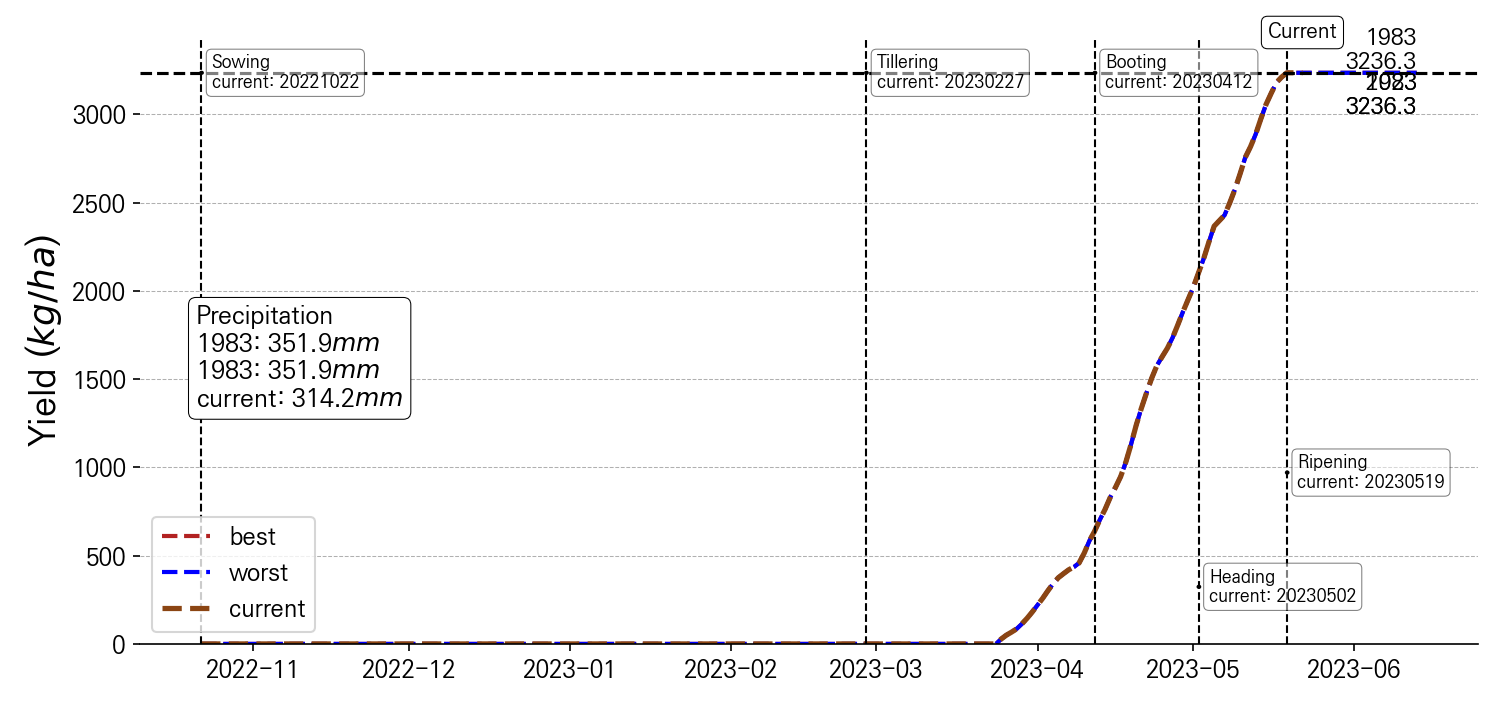 Current
1983
3236.3
3236.3
Sowing
current: 20221022
Tillering
current: 20230227
Booting
current: 20230412
3000
2500
2000
1500
1000
500
0
Yield (kg/ha)
Precipitation
1983: 351.9mm
1983: 351.9mm
current: 314.2mm
Ripening
current: 20230519
Heading
current: 20230502
best
worst
current
2022-11
2022-12
2023-01
2023-02
2023-03
2023-04
2023-05
2023-06